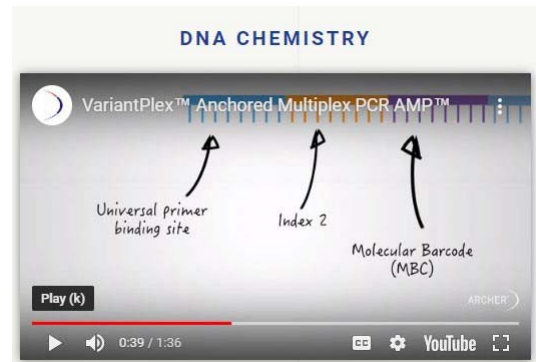 DNA CHEMISTRY
VariantPlex™ Anchored Multiplex PCR AMP™
Universal primer
binding site
Index 2
Molecular Barcode
(MBC)
Play (k)
ARCHER
0:39 / 1:36
CC
YouTube